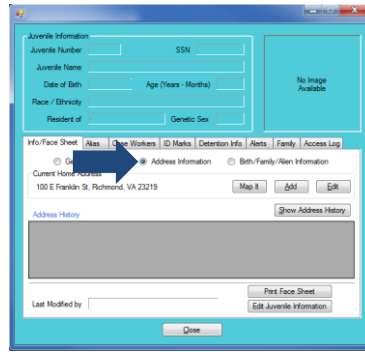 Juvenile Information
Juvenile Number SSN
Juvenile Name
Date of Birth Age (Years - Months)
Race / Ethnicity
Resident of Genetic Sex
No Image
Available
Info/Face Sheet Alias Case Workers ID Marks Detention Info Alerts Family Access Log
Address Information Birth/Family/Alien Information
Current Home Address
100 E Franklin St, Richmond, VA 23219 Map It Add Edit
Address History Show Address History
Print Face Sheet
Last Modified by Edit Juvenile Information
Close